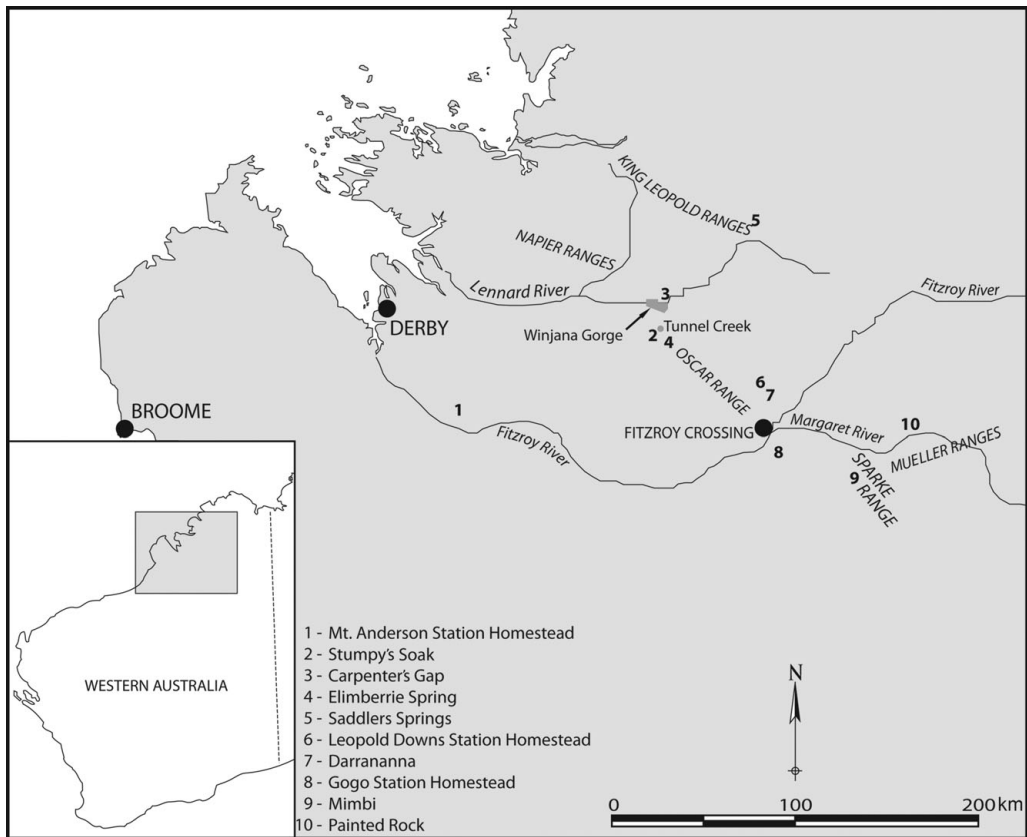 KING LEOPOLD RANGES
5
NAPIER RANGES
Lennard River
3
Fitzroy River
DERBY
Winjana Gorge
2
Tunnel Creek
4
OSCAR RANGE
6
7
BROOME
1
Fitzroy River
FITZROY CROSSING
Margaret River
10
8
MUELLER RANGES
9
SPARKE
RANGE
WESTERN AUSTRALIA
1 - Mt. Anderson Station Homestead
2 - Stumpy's Soak
3 - Carpenter's Gap
4 - Elimberrie Spring
5 - Saddlers Springs
6 - Leopold Downs Station Homestead
7 - Darrananna
8 - Gogo Station Homestead
9 - Mimbi
10 - Painted Rock
N
0 100 200 km